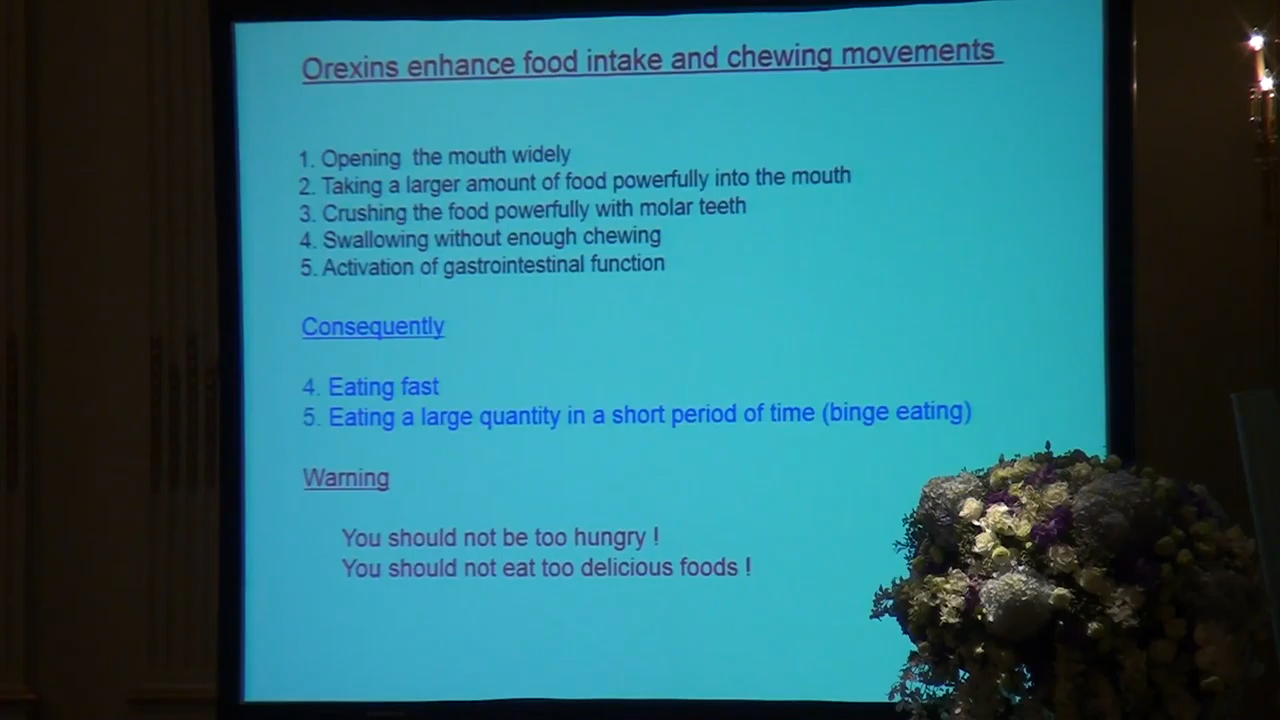 Orexins enhance food intake and chewing movements
1. Opening the mouth widely
2. Taking a larger amount of food powerfully into the mouth
3. Crushing the food powerfully with molar teeth
4. Swallowing without enough chewing
5. Activation of gastrointestinal function
Consequently
4. Eating fast
5. Eating a large quantity in a short period of time (binge eating)
Warning
You should not be too hungry !
You should not eat too delicious foods !